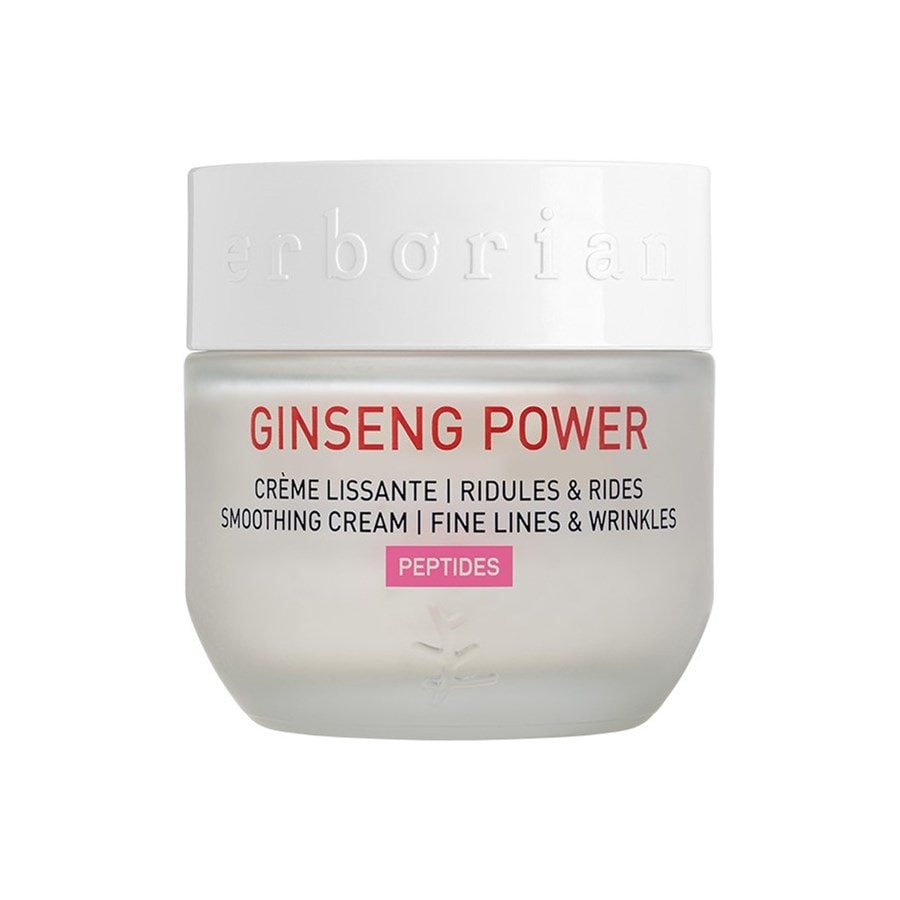 erborian
GINSENG POWER
CRÈME LISSANTE | RIDULES & RIDES
SMOOTHING CREAM | FINE LINES & WRINKLES
PEPTIDES